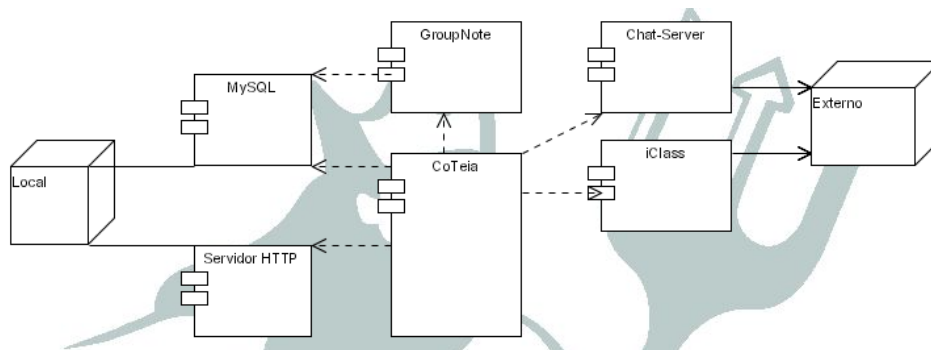 GroupNote
Chat-Server
MySQL
Externo
CoTeia
iClass
Local
Servidor HTTP